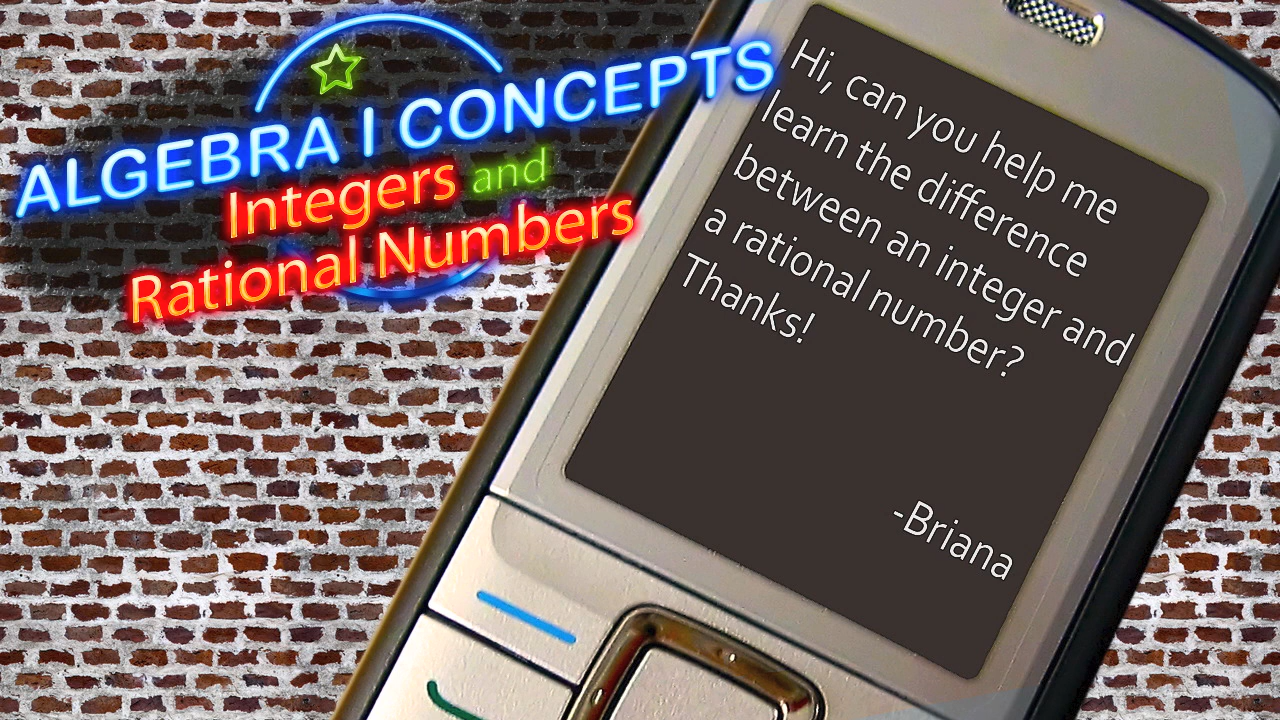 ALGEBRA I CONCEPTS
Integers and
Rational Numbers
Hi, can you help me
learn the difference
between an integer and
a rational number?
Thanks!
-Briana